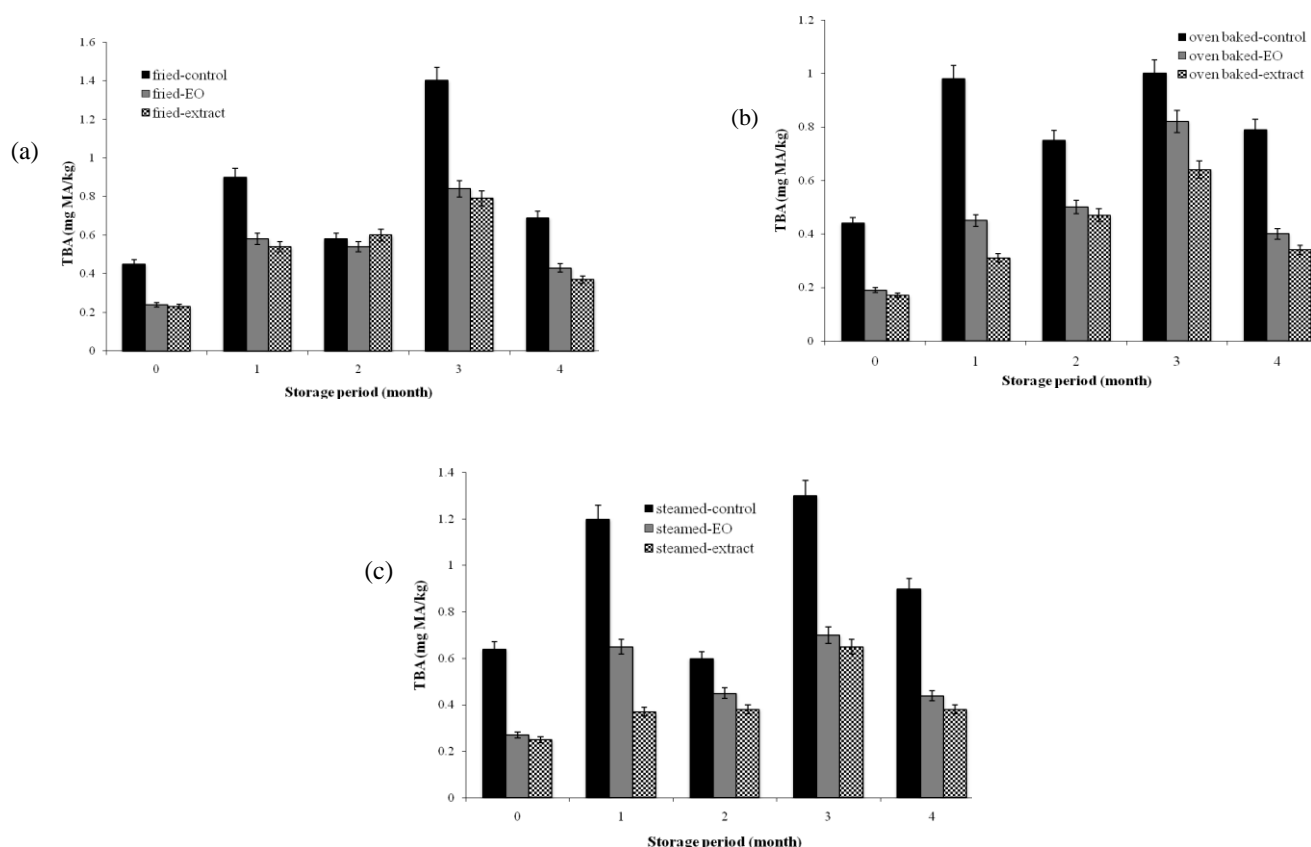 (a)
TBA (mg MA/kg)
1.6
1.4
1.2
1
0.8
0.6
0.4
0.2
0
fried-control
fried-EO
fried-extract
0 1 2 3 4
Storage period (month)
(b)
TBA (mg MA/kg)
1.2
1
0.8
0.6
0.4
0.2
0
oven baked-control
oven baked-EO
oven baked-extract
0 1 2 3 4
Storage period (month)
(c)
TBA (mg MA/kg)
1.4
1.2
1
0.8
0.6
0.4
0.2
0
steamed-control
steamed-EO
steamed-extract
0 1 2 3 4
Storage period (month)